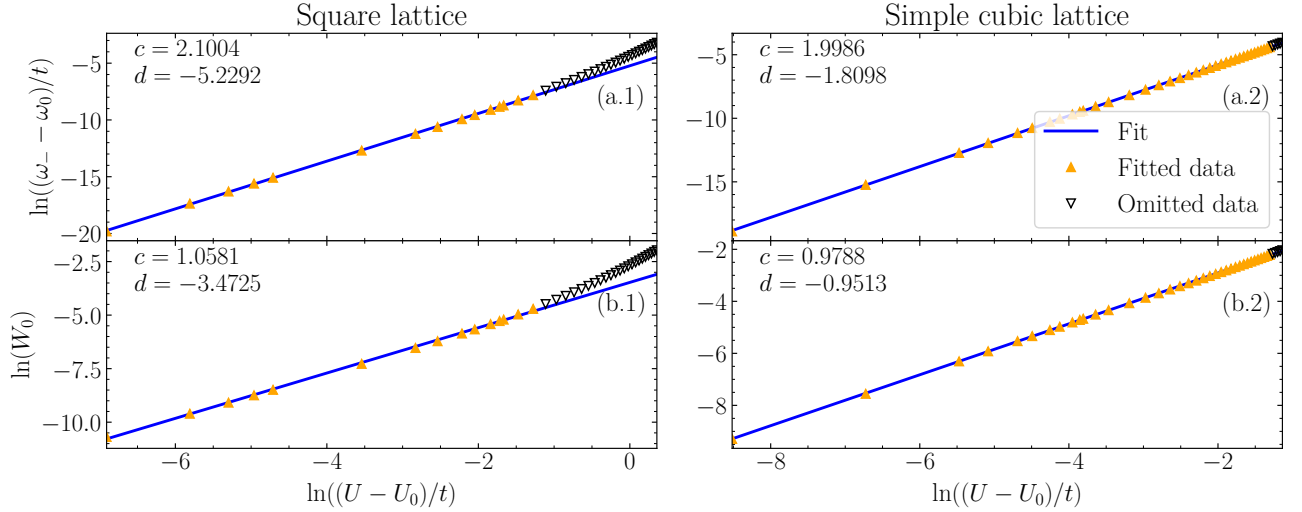 Square lattice
Simple cubic lattice
ln((ω₋ − ω₀)/t)
−5
−10
−15
−20
c = 2.1004
d = −5.2292
(a.1)
−5
−10
−15
c = 1.9986
d = −1.8098
(a.2)
Fit
Fitted data
Omitted data
ln(W₀)
−2.5
−5.0
−7.5
−10.0
c = 1.0581
d = −3.4725
(b.1)
−2
−4
−6
−8
c = 0.9788
d = −0.9513
(b.2)
−6 −4 −2 0
−8 −6 −4 −2
ln((U − U₀)/t)
ln((U − U₀)/t)